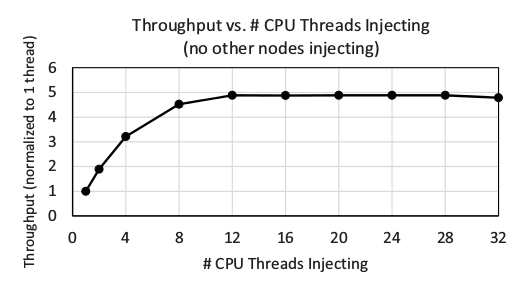 Throughput vs. # CPU Threads Injecting
(no other nodes injecting)
Throughput (normalized to 1 thread)
6
5
4
3
2
1
0
0 4 8 12 16 20 24 28 32
# CPU Threads Injecting